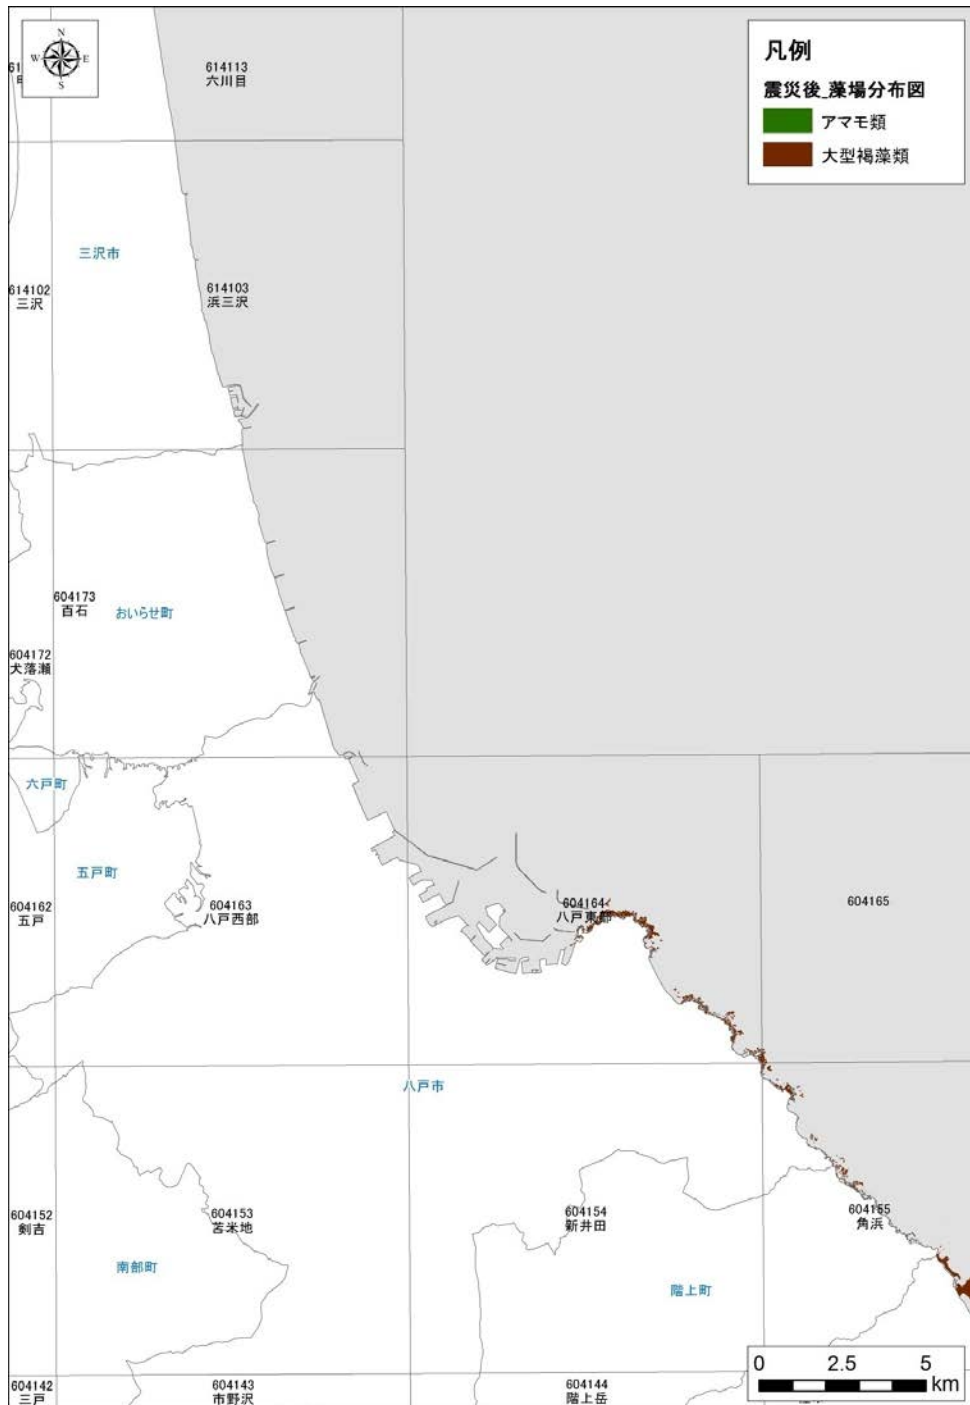 N
W E
S
凡例
震災後_藻場分布図
アマモ類
大型褐藻類
614113
六川目
三沢市
614102
三沢
614103
浜三沢
604173
百石
おいらせ町
604172
犬落瀬
六戸町
五戸町
604162
五戸
604163
八戸西部
604164
八戸東部
604165
八戸市
604152
剣吉
604153
苫米地
604154
新井田
604155
角浜
南部町
階上町
604142
三戸
604143
市野沢
604144
階上岳
0 2.5 5
km